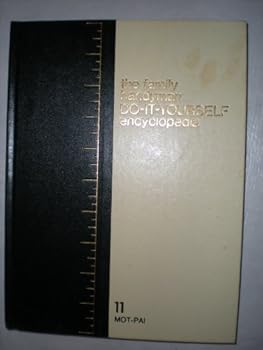 the family
handyman
DO-IT-YOURSELF
encyclopedia
11
MOT-PAI